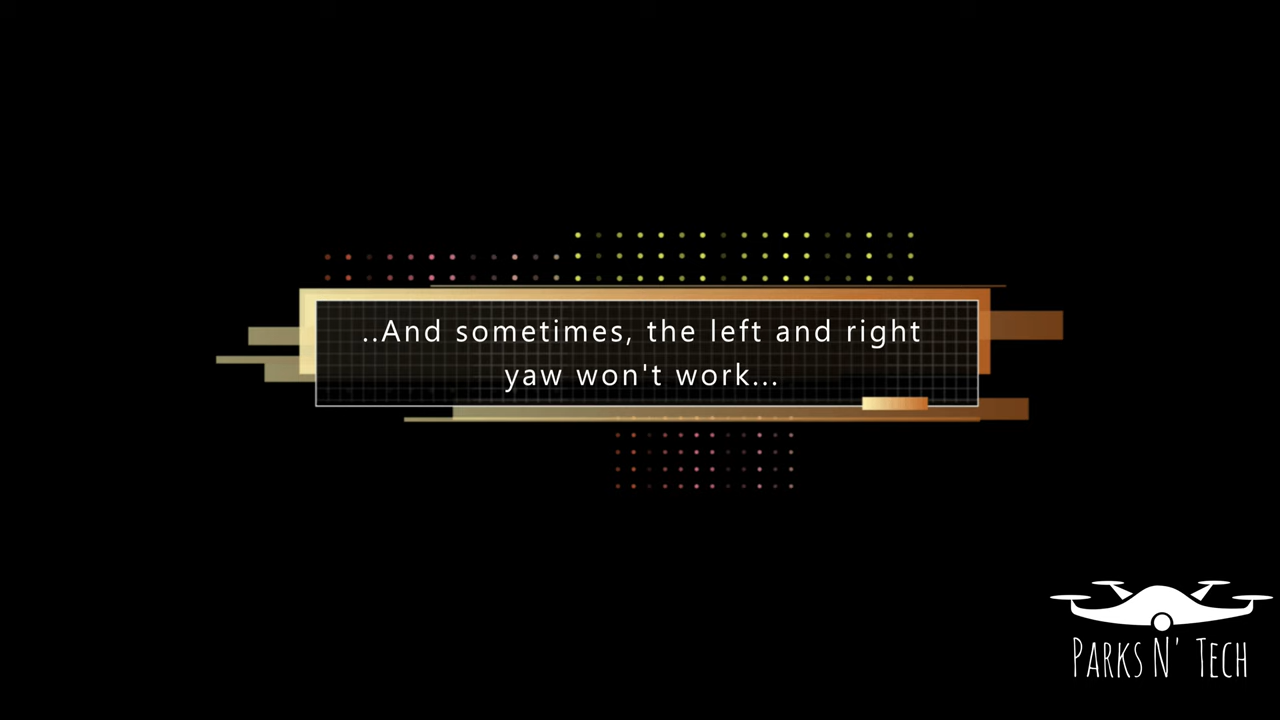 ..And sometimes, the left and right
yaw won't work...
PARKS N' TECH